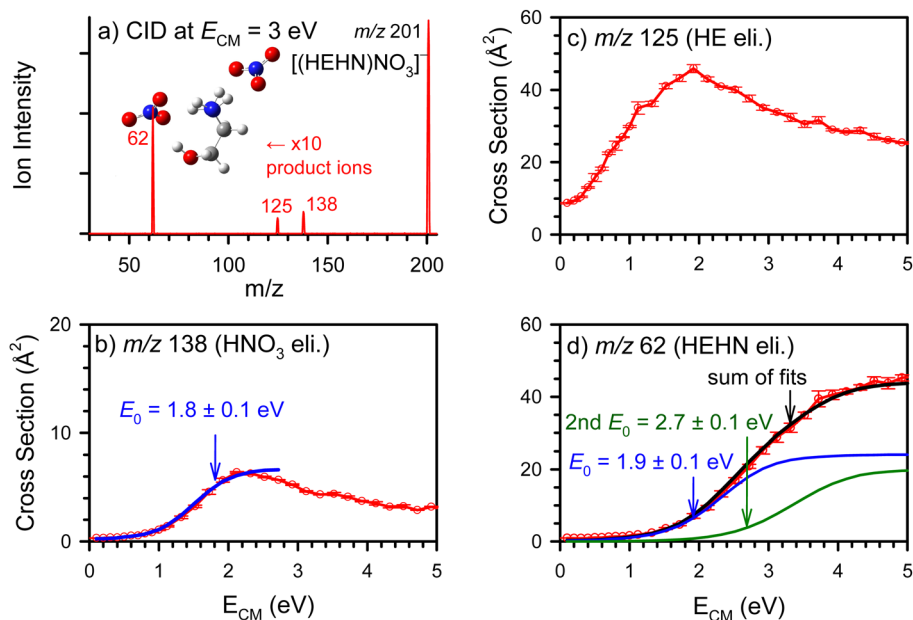 a) CID at E_CM = 3 eV
m/z 201
[(HEHN)NO₃]⁻
62
← x10
product ions
125
138
50
100
150
200
m/z
Ion Intensity
c) m/z 125 (HE eli.)
60
40
20
0
0
1
2
3
4
5
Cross Section (Å²)
b) m/z 138 (HNO₃ eli.)
20
13
6
0
E₀ = 1.8 ± 0.1 eV
0
1
2
3
4
5
E_CM (eV)
Cross Section (Å²)
d) m/z 62 (HEHN eli.)
60
40
20
0
sum of fits
2nd E₀ = 2.7 ± 0.1 eV
E₀ = 1.9 ± 0.1 eV
0
1
2
3
4
5
E_CM (eV)